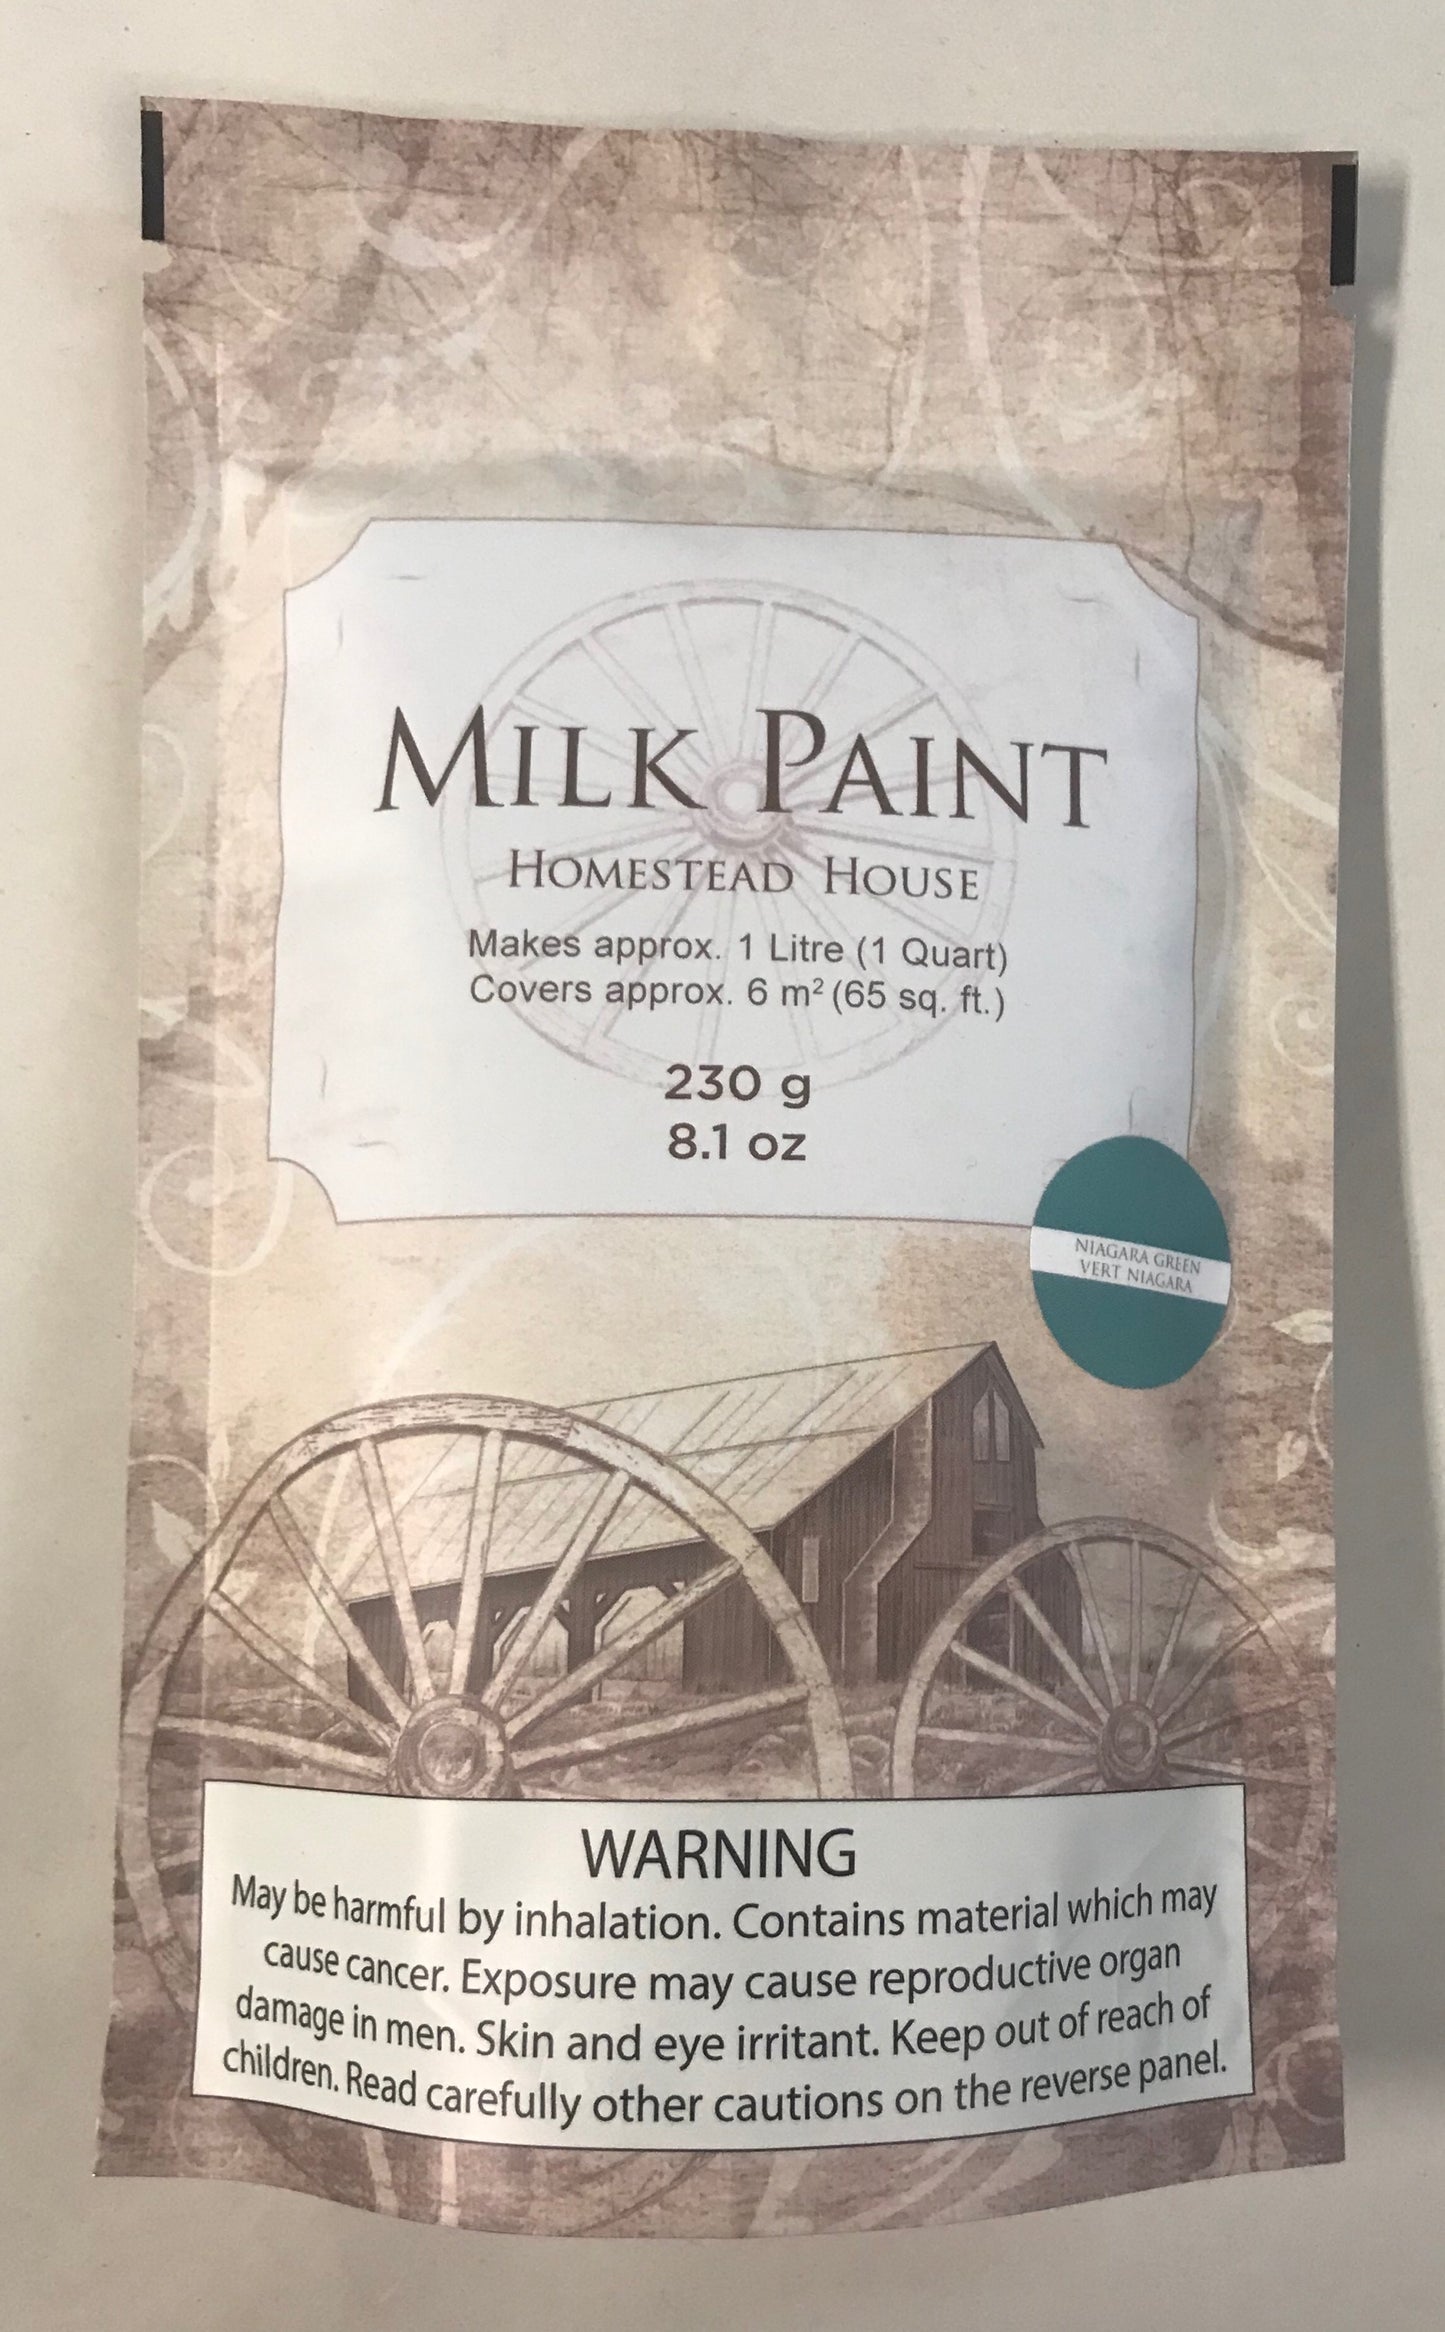 MILK PAINT
HOMESTEAD HOUSE
Makes approx. 1 Litre (1 Quart)
Covers approx. 6 m² (65 sq. ft.)
230 g
8.1 oz
NIAGARA GREEN
VERT NIAGARA
WARNING
May be harmful by inhalation. Contains material which may
cause cancer. Exposure may cause reproductive organ
damage in men. Skin and eye irritant. Keep out of reach of
children. Read carefully other cautions on the reverse panel.